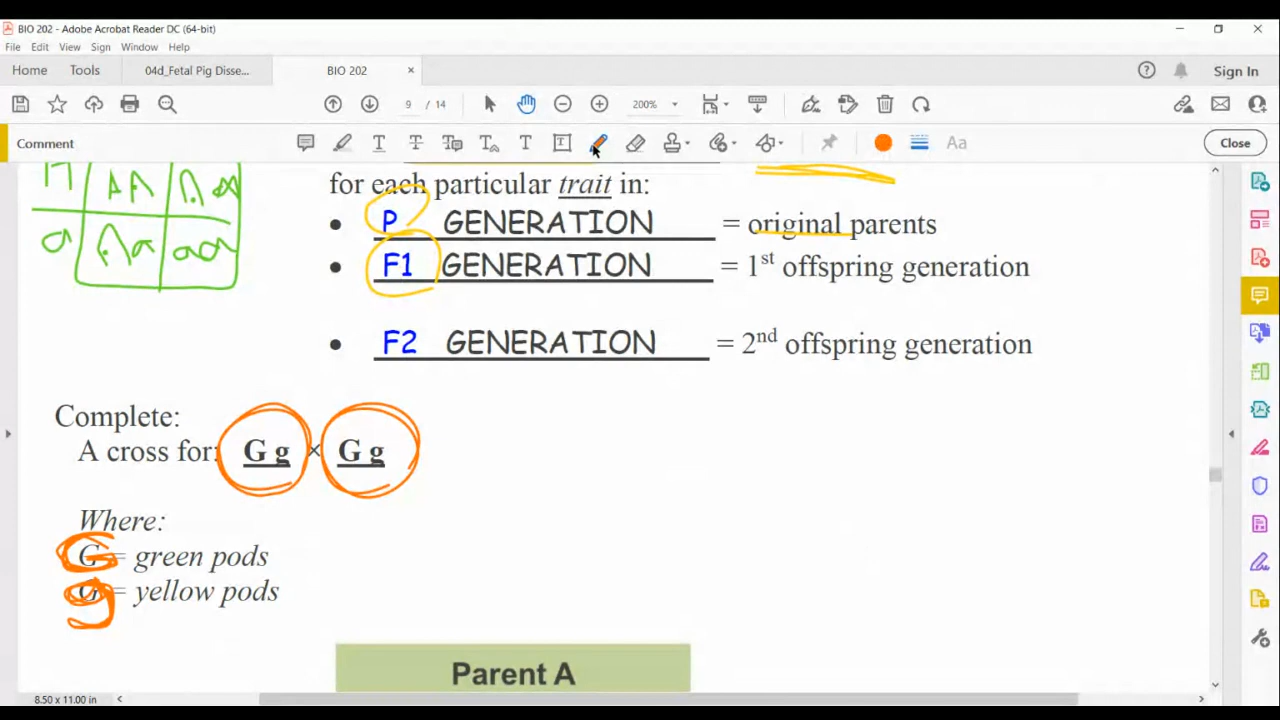 BIO 202 - Adobe Acrobat Reader DC (64-bit)
File Edit View Sign Window Help
Home Tools 04d_Fetal Pig Disse... BIO 202 × Sign In
9 / 14 200%
Comment Close
for each particular trait in:
• P GENERATION = original parents
• F1 GENERATION = 1st offspring generation
• F2 GENERATION = 2nd offspring generation
Complete:
A cross for: G g × G g
Where:
G = green pods
g = yellow pods
Parent A
8.50 x 11.00 in